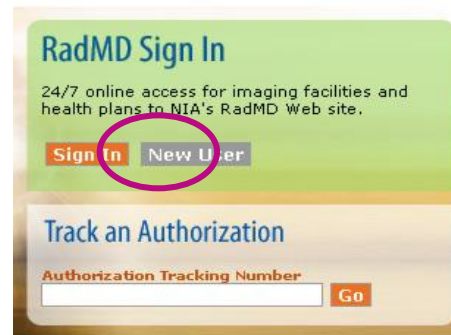 RadMD Sign In
24/7 online access for imaging facilities and
health plans to NIA's RadMD Web site.
Sign In New User
Track an Authorization
Authorization Tracking Number
Go